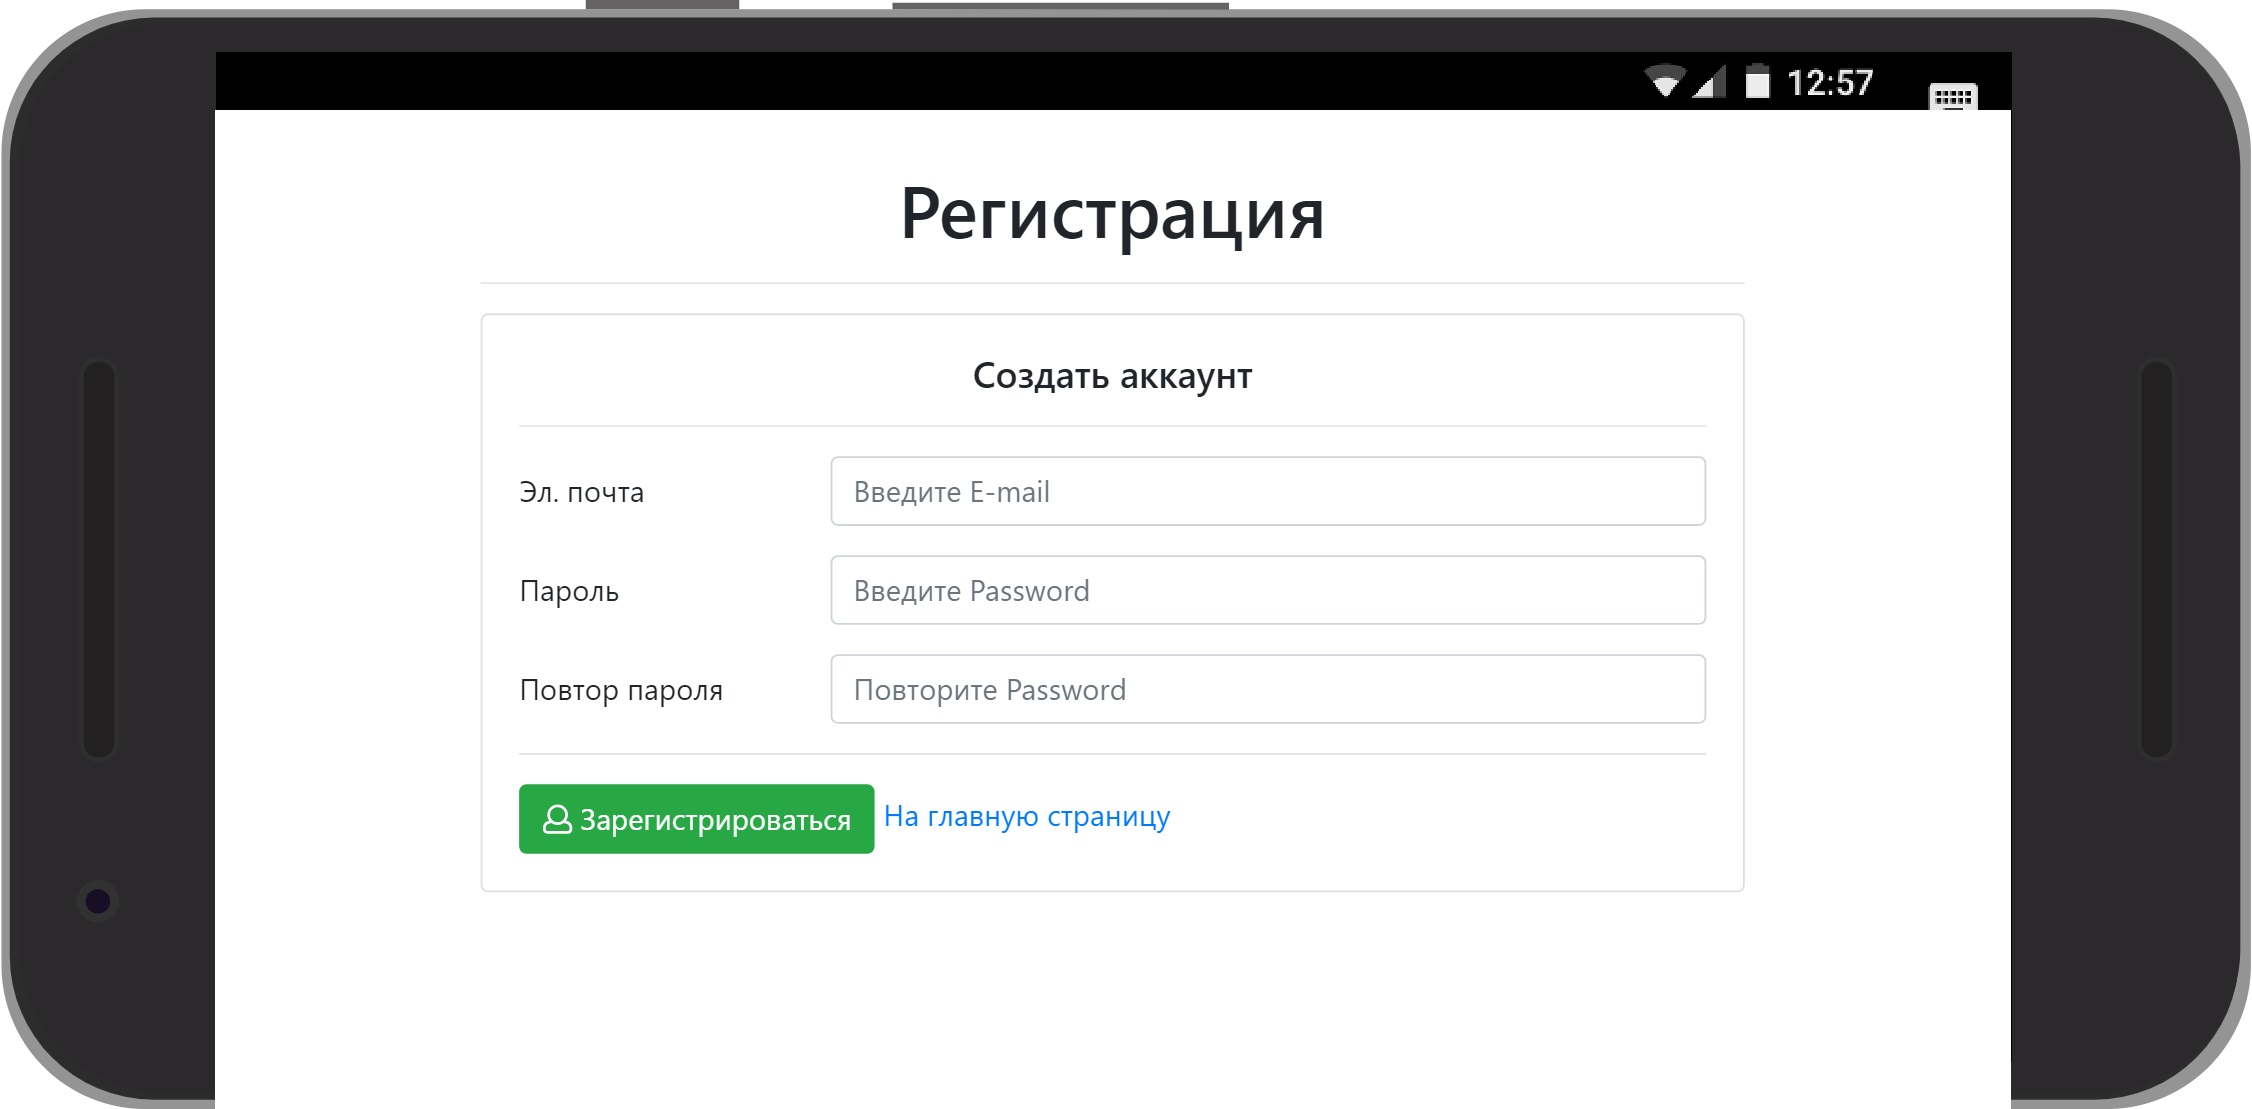 12:57
Регистрация
Создать аккаунт
Эл. почта
Введите E-mail
Пароль
Введите Password
Повтор пароля
Повторите Password
Зарегистрироваться На главную страницу